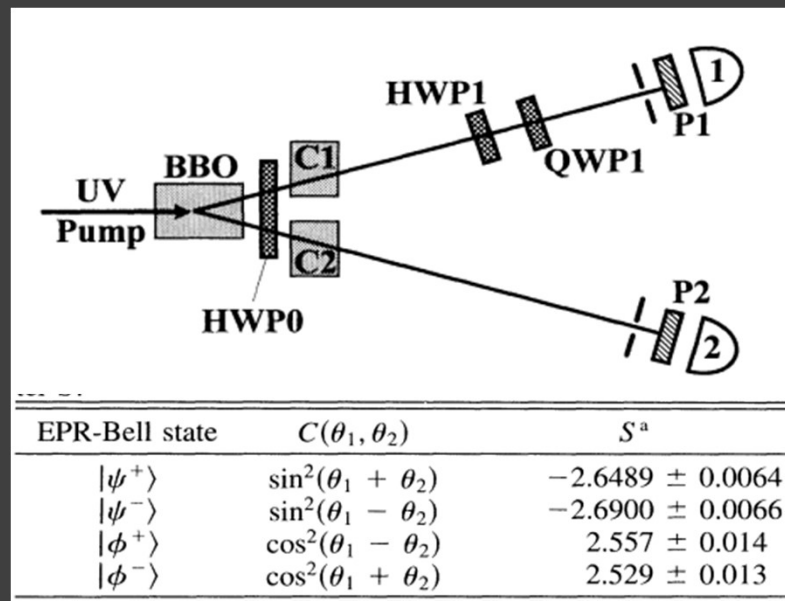 HWP1
1
P1
QWP1
C1
BBO
UV
Pump
C2
HWP0
P2
2
EPR-Bell state C(θ₁, θ₂) Sᵃ
|ψ⁺⟩ sin²(θ₁ + θ₂) −2.6489 ± 0.0064
|ψ⁻⟩ sin²(θ₁ − θ₂) −2.6900 ± 0.0066
|ϕ⁺⟩ cos²(θ₁ − θ₂) 2.557 ± 0.014
|ϕ⁻⟩ cos²(θ₁ + θ₂) 2.529 ± 0.013